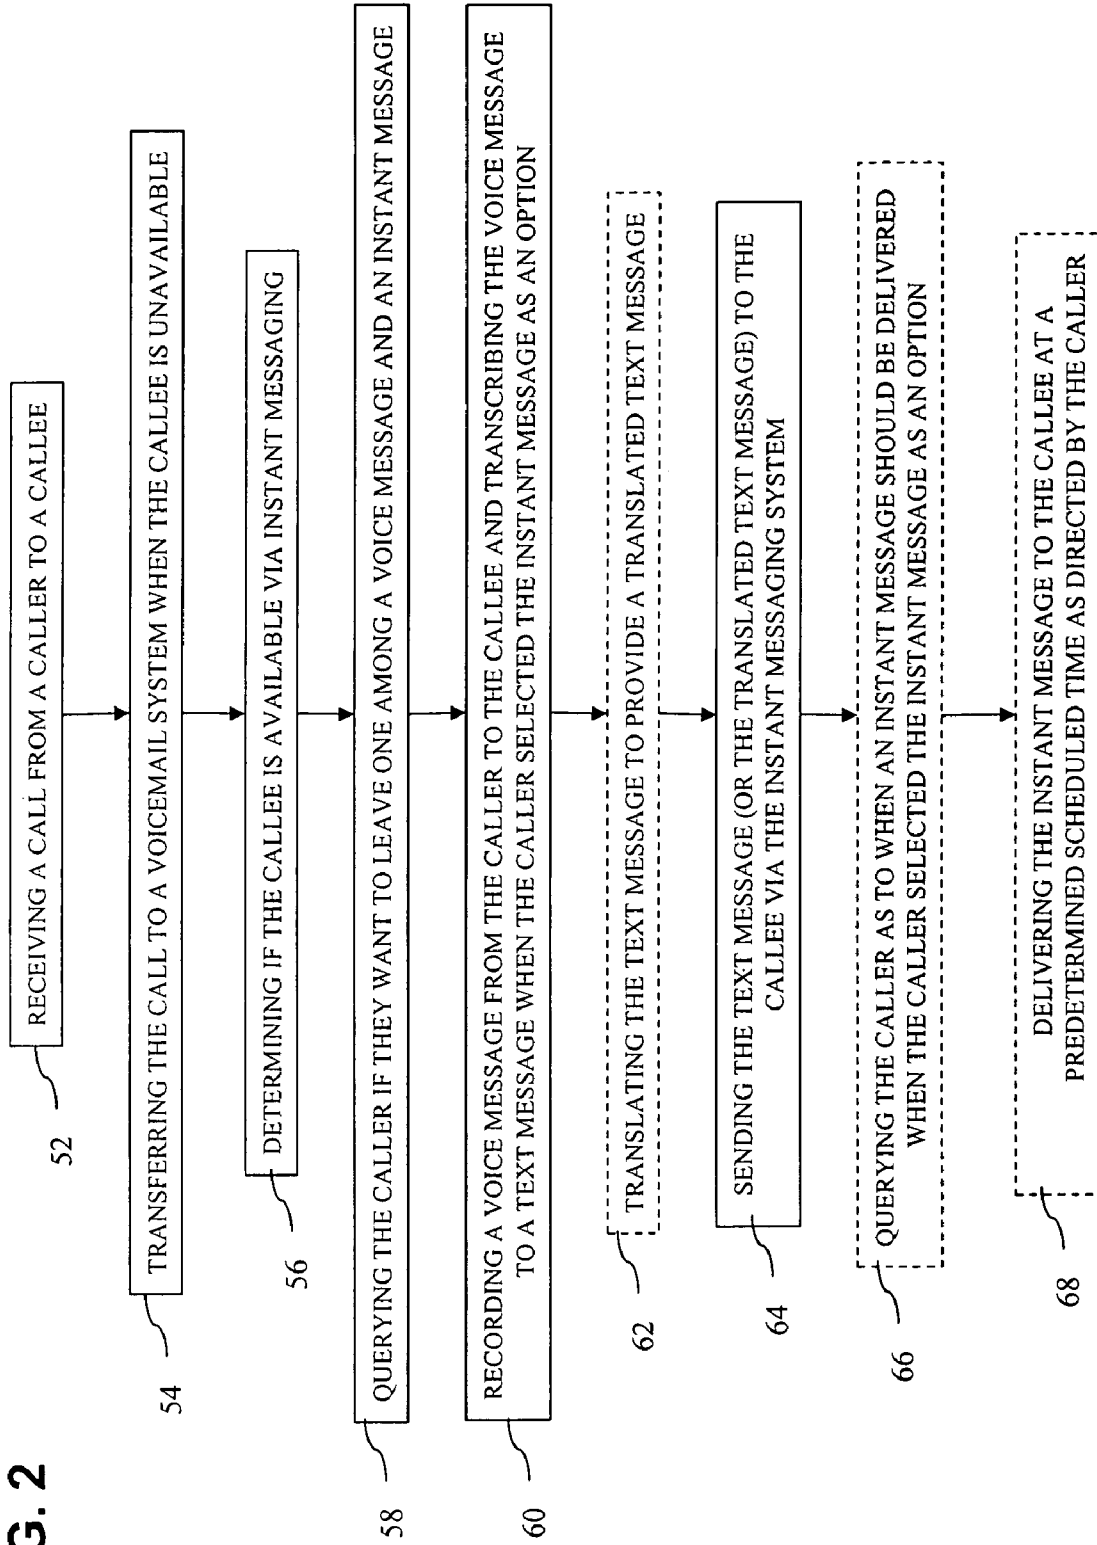 G. 2
RECEIVING A CALL FROM A CALLER TO A CALLEE
52
TRANSFERRING THE CALL TO A VOICEMAIL SYSTEM WHEN THE CALLEE IS UNAVAILABLE
54
DETERMINING IF THE CALLEE IS AVAILABLE VIA INSTANT MESSAGING
56
QUERYING THE CALLER IF THEY WANT TO LEAVE ONE AMONG A VOICE MESSAGE AND AN INSTANT MESSAGE
58
RECORDING A VOICE MESSAGE FROM THE CALLER TO THE CALLEE AND TRANSCRIBING THE VOICE MESSAGE
TO A TEXT MESSAGE WHEN THE CALLER SELECTED THE INSTANT MESSAGE AS AN OPTION
60
TRANSLATING THE TEXT MESSAGE TO PROVIDE A TRANSLATED TEXT MESSAGE
62
SENDING THE TEXT MESSAGE (OR THE TRANSLATED TEXT MESSAGE) TO THE
CALLEE VIA THE INSTANT MESSAGING SYSTEM
64
QUERYING THE CALLER AS TO WHEN AN INSTANT MESSAGE SHOULD BE DELIVERED
WHEN THE CALLER SELECTED THE INSTANT MESSAGE AS AN OPTION
66
DELIVERING THE INSTANT MESSAGE TO THE CALLEE AT A
PREDETERMINED SCHEDULED TIME AS DIRECTED BY THE CALLER
68